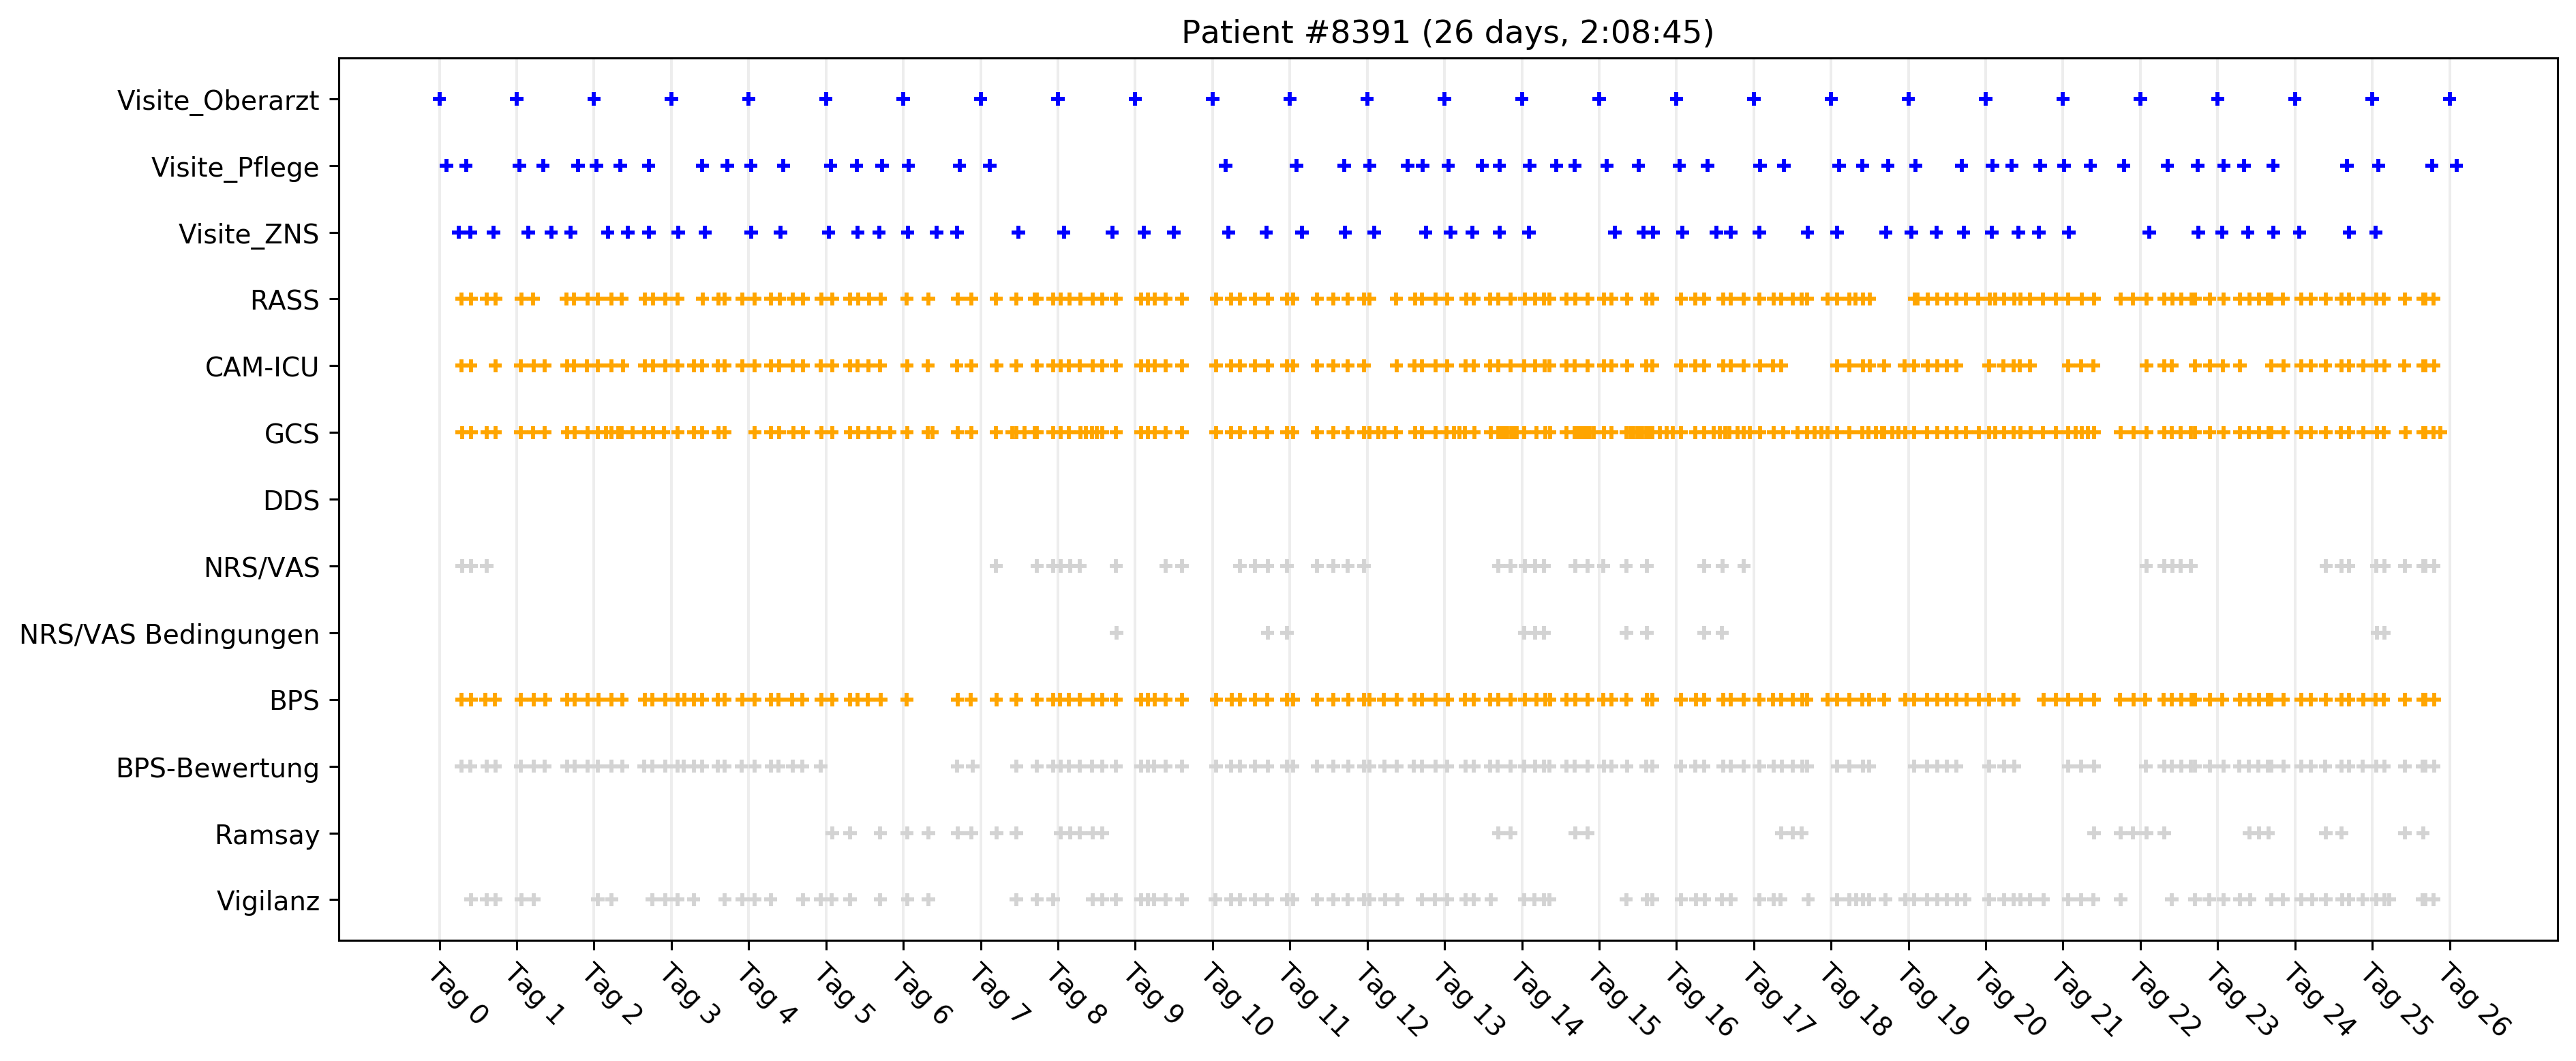 Patient #8391 (26 days, 2:08:45)
Visite_Oberarzt
Visite_Pflege
Visite_ZNS
RASS
CAM-ICU
GCS
DDS
NRS/VAS
NRS/VAS Bedingungen
BPS
BPS-Bewertung
Ramsay
Vigilanz
Tag 0
Tag 1
Tag 2
Tag 3
Tag 4
Tag 5
Tag 6
Tag 7
Tag 8
Tag 9
Tag 10
Tag 11
Tag 12
Tag 13
Tag 14
Tag 15
Tag 16
Tag 17
Tag 18
Tag 19
Tag 20
Tag 21
Tag 22
Tag 23
Tag 24
Tag 25
Tag 26